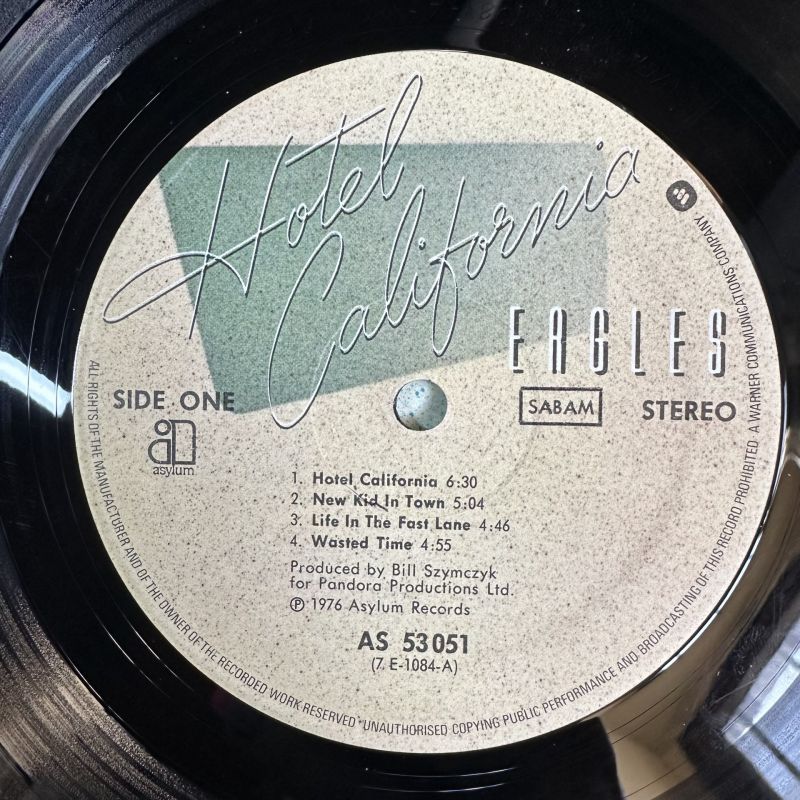 Hotel
California
EAGLES
SIDE ONE
SABAM
STEREO
asylum
1. Hotel California 6:30
2. New Kid In Town 5:04
3. Life In The Fast Lane 4:46
4. Wasted Time 4:55
Produced by Bill Szymczyk
for Pandora Productions Ltd.
℗ 1976 Asylum Records
AS 53 051
(7. E-1084-A)
ALL RIGHTS OF THE MANUFACTURER AND OF THE OWNER OF THE RECORDED WORK RESERVED · UNAUTHORISED COPYING PUBLIC PERFORMANCE AND BROADCASTING OF THIS RECORD PROHIBITED A WARNER COMMUNICATIONS COMPANY